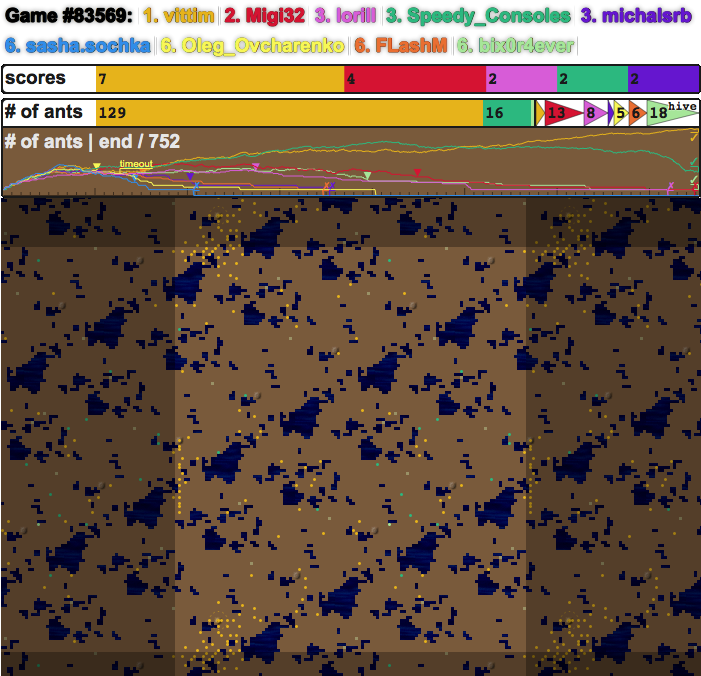 Game #83569: 1. vittim 2. Migi32 3. lorill 3. Speedy_Consoles 3. michalsrb
6. sasha.sochka 6. Oleg_Ovcharenko 6. FLashM 6. bix0r4ever
scores 7 4 2 2 2
# of ants 129 16 13 8 5 6 18 hive
# of ants | end / 752
timeout